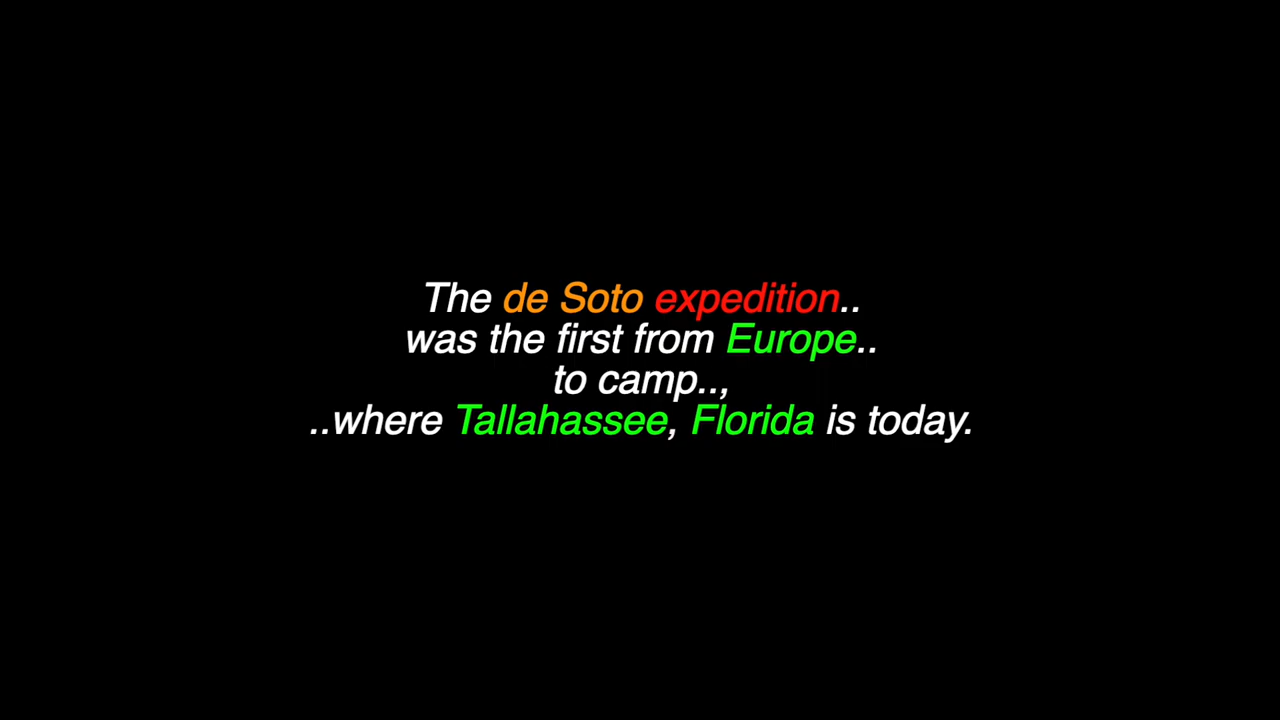 The de Soto expedition..
was the first from Europe..
to camp..,
..where Tallahassee, Florida is today.